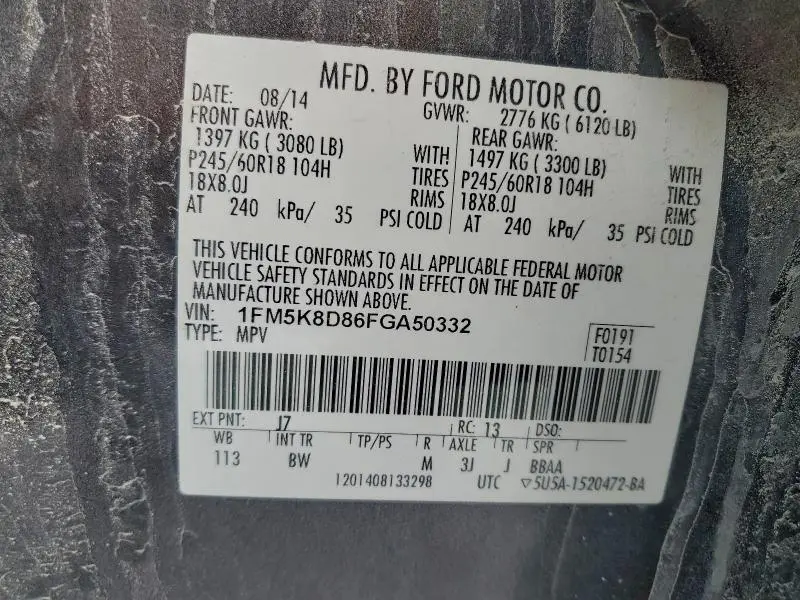 MFD. BY FORD MOTOR CO.
DATE: 08/14 GVWR: 2776 KG ( 6120 LB)
FRONT GAWR: REAR GAWR:
1397 KG ( 3080 LB) WITH 1497 KG ( 3300 LB) WITH
P245/60R18 104H TIRES P245/60R18 104H TIRES
18X8.0J RIMS 18X8.0J RIMS
AT 240 kPa/ 35 PSI COLD AT 240 kPa/ 35 PSI COLD
THIS VEHICLE CONFORMS TO ALL APPLICABLE FEDERAL MOTOR
VEHICLE SAFETY STANDARDS IN EFFECT ON THE DATE OF
MANUFACTURE SHOWN ABOVE.
VIN: 1FM5K8D86FGA50332
TYPE: MPV
F0191
T0154
EXT PNT: J7 RC: 13 DSO:
WB INT TR TP/PS R AXLE TR SPR
113 BW M 3J J BBAA
1201408133298 UTC ▽5U5A-1520472-BA